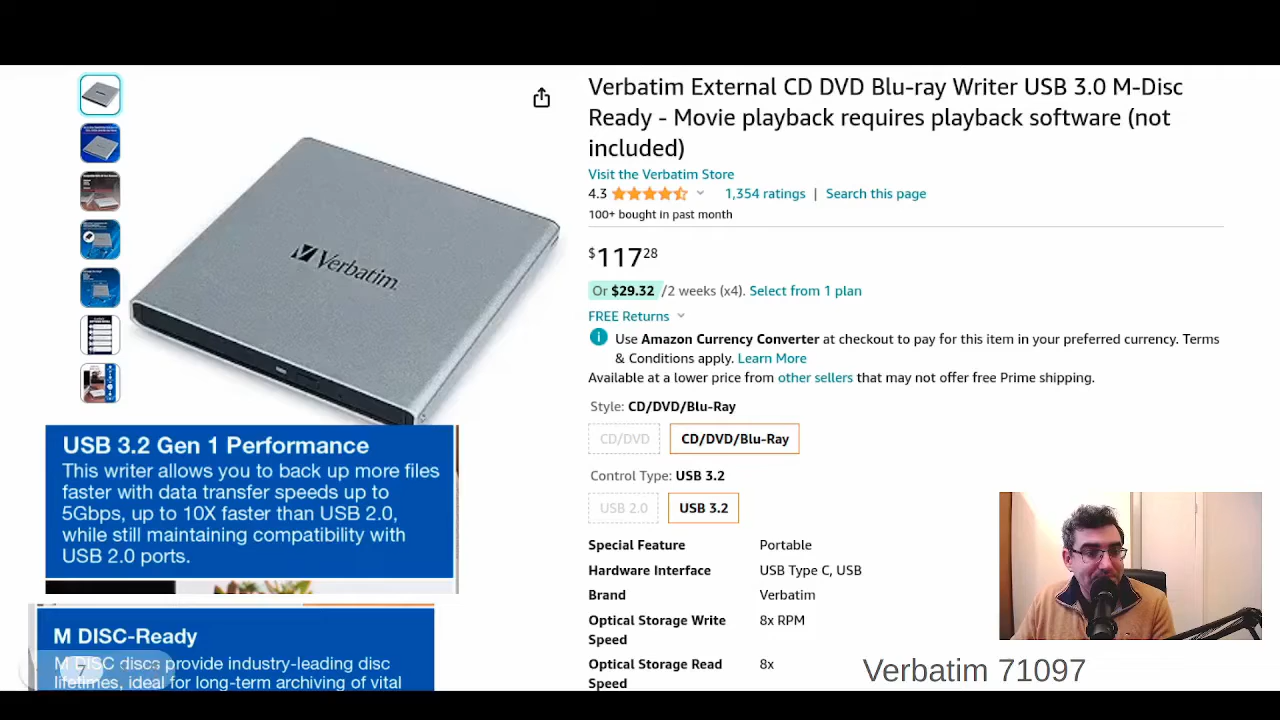 Verbatim External CD DVD Blu-ray Writer USB 3.0 M-Disc
Ready - Movie playback requires playback software (not
included)
Visit the Verbatim Store
4.3
1,354 ratings | Search this page
100+ bought in past month
$117.28
Or $29.32 /2 weeks (x4). Select from 1 plan
FREE Returns
Use Amazon Currency Converter at checkout to pay for this item in your preferred currency. Terms
& Conditions apply. Learn More
Available at a lower price from other sellers that may not offer free Prime shipping.
Style: CD/DVD/Blu-Ray
CD/DVD
CD/DVD/Blu-Ray
Control Type: USB 3.2
USB 2.0
USB 3.2
Special Feature Portable
Hardware Interface USB Type C, USB
Brand Verbatim
Optical Storage Write 8x RPM
Speed
Optical Storage Read 8x
Speed
Verbatim
USB 3.2 Gen 1 Performance
This writer allows you to back up more files
faster with data transfer speeds up to
5Gbps, up to 10X faster than USB 2.0,
while still maintaining compatibility with
USB 2.0 ports.
M DISC-Ready
M DISC discs provide industry-leading disc
lifetimes, ideal for long-term archiving of vital
7
Verbatim 71097